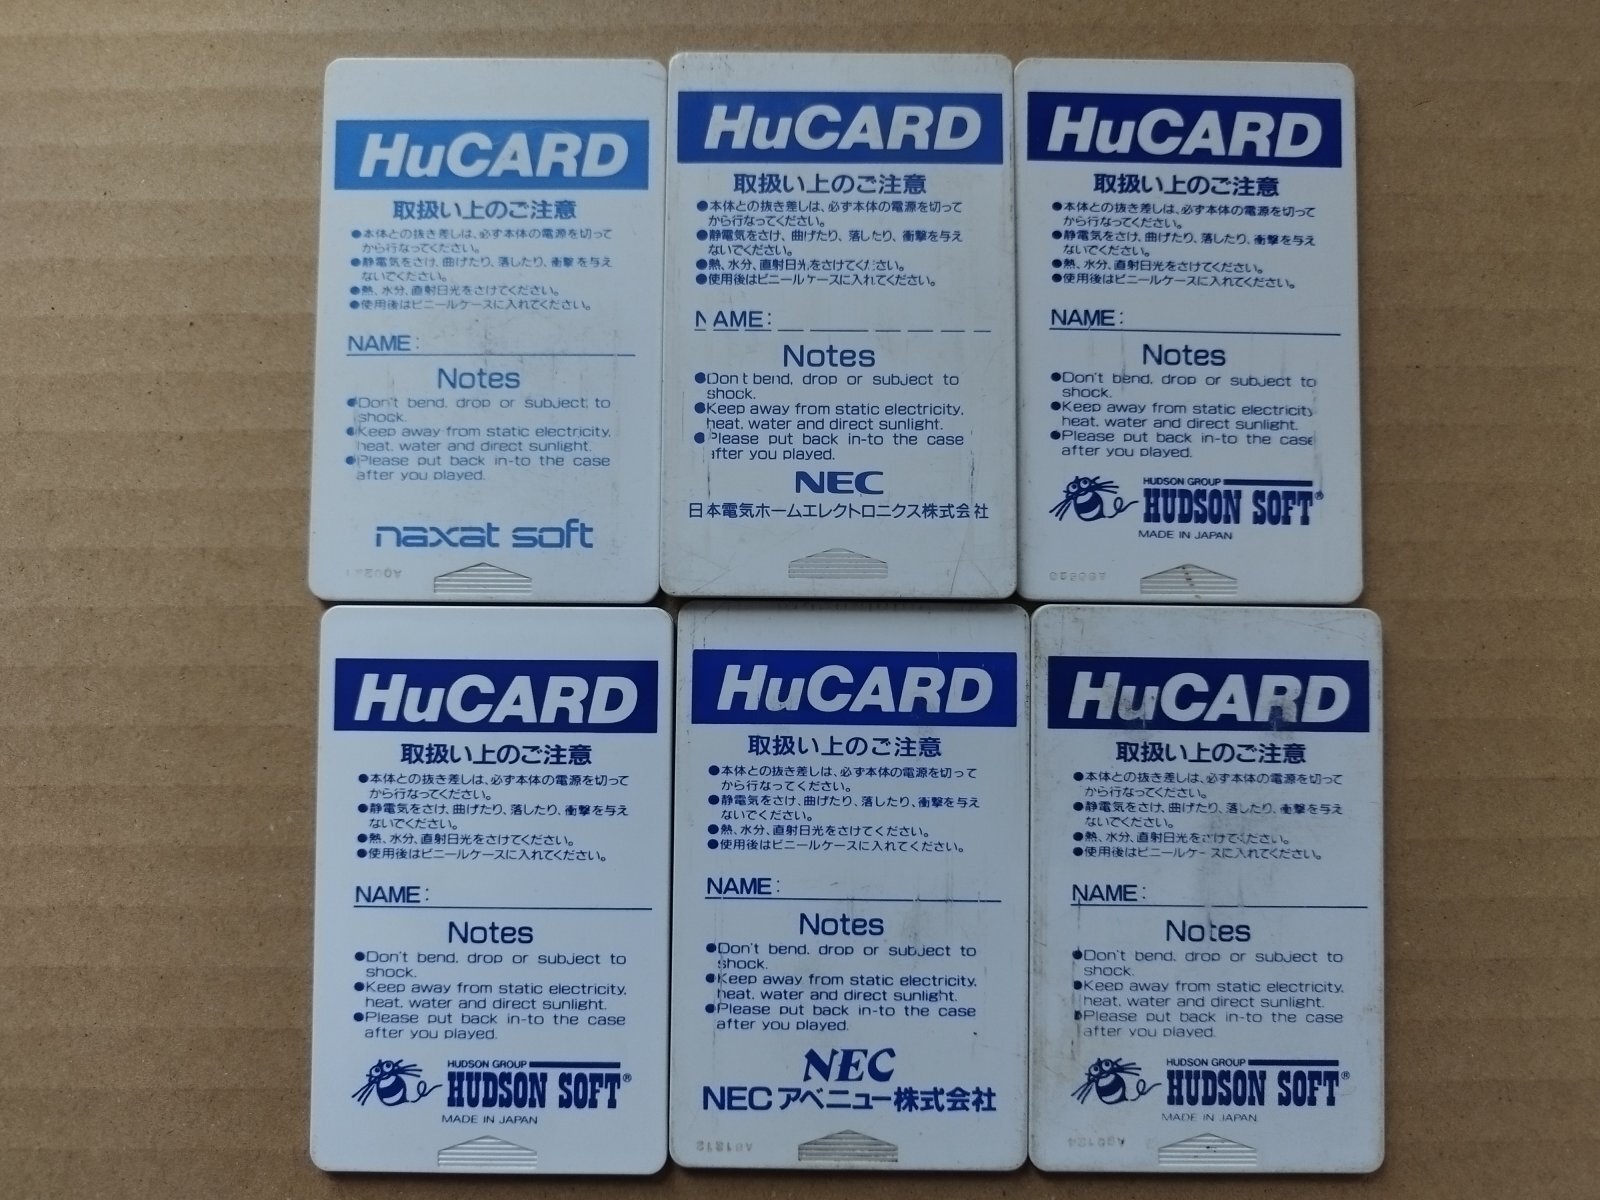 HuCARD
取扱い上のご注意
●本体との抜き差しは、必ず本体の電源を切って
から行なってください。
●静電気をさけ、曲げたり、落したり、衝撃を与え
ないでください。
●熱、水分、直射日光をさけてください。
●使用後はビニールケースに入れてください。
NAME:
Notes
●Don't bend, drop or subject to
shock.
●Keep away from static electricity,
heat, water and direct sunlight.
●Please put back in-to the case
after you played.
naxat soft
HuCARD
取扱い上のご注意
●本体との抜き差しは、必ず本体の電源を切って
から行なってください。
●静電気をさけ、曲げたり、落したり、衝撃を与え
ないでください。
●熱、水分、直射日光をさけてください。
●使用後はビニールケースに入れてください。
NAME:
Notes
●Don't bend, drop or subject to
shock.
●Keep away from static electricity,
heat, water and direct sunlight.
●Please put back in-to the case
after you played.
NEC
日本電気ホームエレクトロニクス株式会社
HuCARD
取扱い上のご注意
●本体との抜き差しは、必ず本体の電源を切って
から行なってください。
●静電気をさけ、曲げたり、落したり、衝撃を与え
ないでください。
●熱、水分、直射日光をさけてください。
●使用後はビニールケースに入れてください。
NAME:
Notes
●Don't bend, drop or subject to
shock.
●Keep away from static electricity
heat, water and direct sunlight.
●Please put back in-to the case
after you played.
HUDSON GROUP
HUDSON SOFT®
MADE IN JAPAN
HuCARD
取扱い上のご注意
●本体との抜き差しは、必ず本体の電源を切って
から行なってください。
●静電気をさけ、曲げたり、落したり、衝撃を与え
ないでください。
●熱、水分、直射日光をさけてください。
●使用後はビニールケースに入れてください。
NAME:
Notes
●Don't bend, drop or subject to
shock.
●Keep away from static electricity,
heat, water and direct sunlight.
●Please put back in-to the case
after you played.
HUDSON GROUP
HUDSON SOFT®
MADE IN JAPAN
HuCARD
取扱い上のご注意
●本体との抜き差しは、必ず本体の電源を切って
から行なってください。
●静電気をさけ、曲げたり、落したり、衝撃を与え
ないでください。
●熱、水分、直射日光をさけてください。
●使用後はビニールケースに入れてください。
NAME:
Notes
●Don't bend, drop or subject to
shock.
●Keep away from static electricity,
heat, water and direct sunlight.
●Please put back in-to the case
after you played.
NEC
NECアベニュー株式会社
HuCARD
取扱い上のご注意
●本体との抜き差しは、必ず本体の電源を切って
から行なってください。
●静電気をさけ、曲げたり、落したり、衝撃を与え
ないでください。
●熱、水分、直射日光をさけてください。
●使用後はビニールケースに入れてください。
NAME:
Notes
●Don't bend, drop or subject to
shock.
●Keep away from static electricity,
heat, water and direct sunlight.
●Please put back in-to the case
after you played.
HUDSON GROUP
HUDSON SOFT®
MADE IN JAPAN